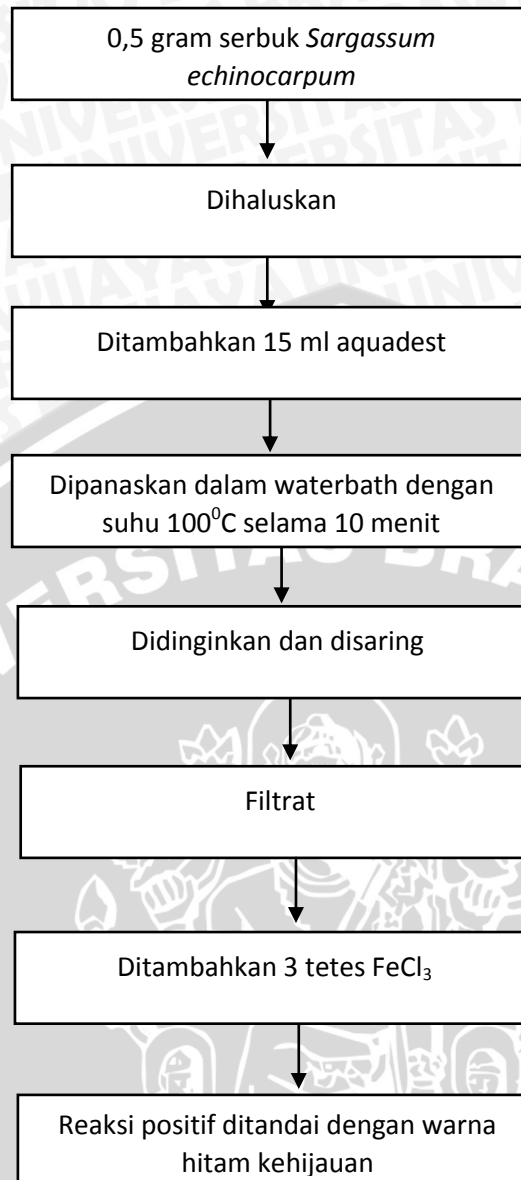 0,5 gram serbuk Sargassum
echinocarpum
Dihaluskan
Ditambahkan 15 ml aquadest
Dipanaskan dalam waterbath dengan
suhu 100⁰C selama 10 menit
Didinginkan dan disaring
Filtrat
Ditambahkan 3 tetes FeCl₃
Reaksi positif ditandai dengan warna
hitam kehijauan